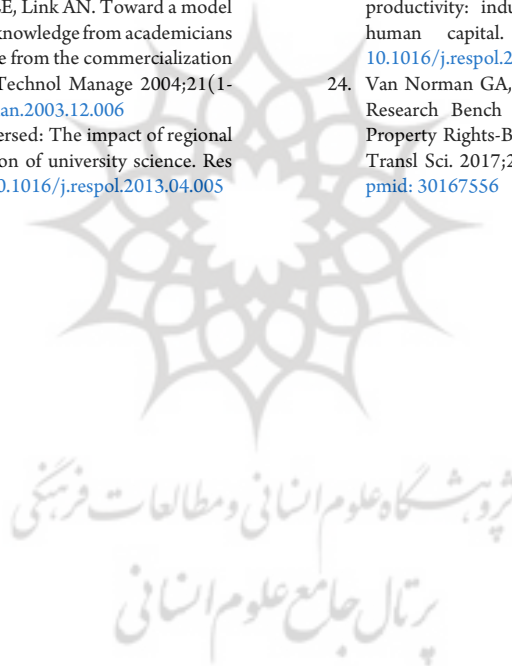 LE, Link AN. Toward a model
knowledge from academicians
e from the commercialization
Technol Manage 2004;21(1-
an.2003.12.006
ersed: The impact of regional
on of university science. Res
0.1016/j.respol.2013.04.005
productivity: indu
human capital.
10.1016/j.respol.2
24. Van Norman GA,
Research Bench
Property Rights-B
Transl Sci. 2017;2
pmid: 30167556
پژوهشگاه علوم انسانی و مطالعات فرهنگی
پرتال جامع علوم انسانی